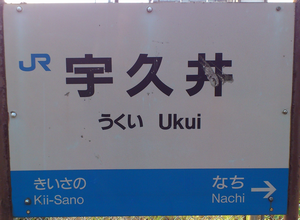 JR 宇久井
うくい Ukui
きいさの なち
Kii-Sano Nachi →